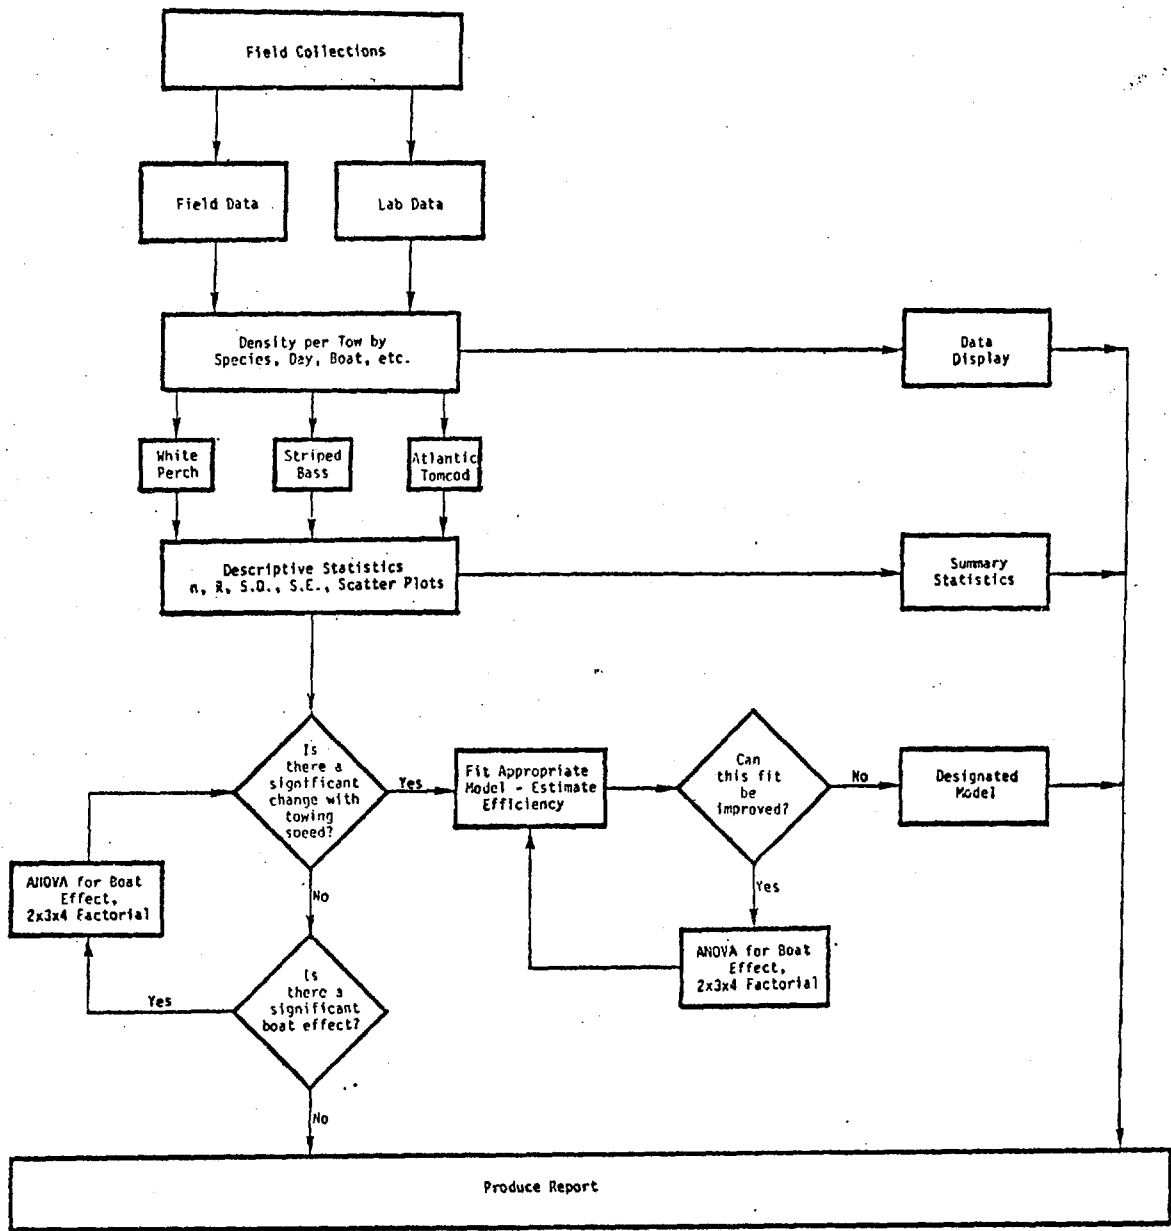 Field Collections
Field Data
Lab Data
Density per Tow by
Species, Day, Boat, etc.
Data
Display
White
Perch
Striped
Bass
Atlantic
Tomcod
Descriptive Statistics
n, x̄, S.D., S.E., Scatter Plots
Summary
Statistics
Is
there a
significant
change with
towing
speed?
Yes
Fit Appropriate
Model - Estimate
Efficiency
Can
this fit
be
improved?
No
Designated
Model
ANOVA for Boat
Effect,
2x3x4 Factorial
No
Yes
ANOVA for Boat
Effect,
2x3x4 Factorial
Is
there a
significant
boat effect?
Yes
No
Produce Report